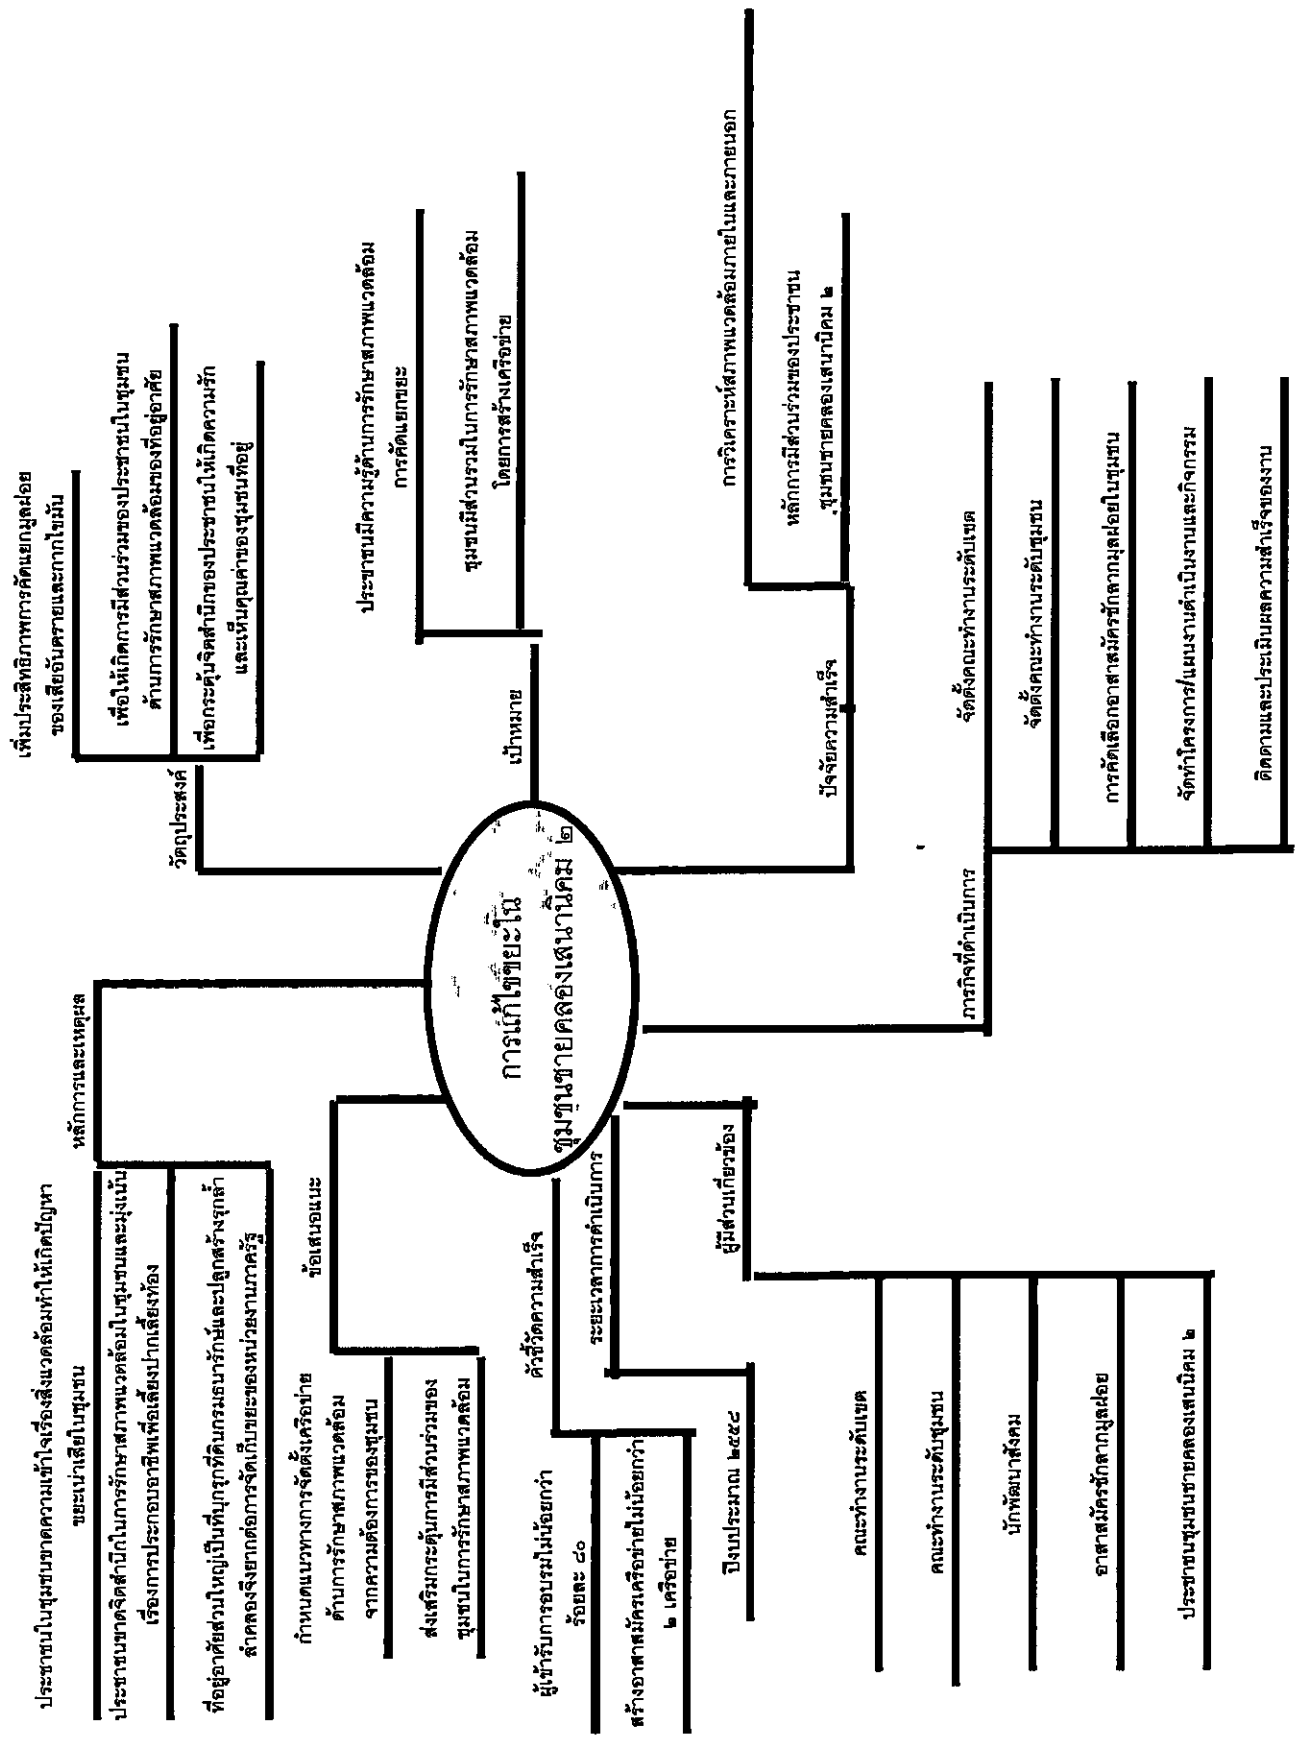 ประชาชนในชุมชนขาดความเข้าใจเรื่องสิ่งแวดล้อมทำให้เกิดปัญหา
ขยะเน่าเสียในชุมชน
ประชาชนขาดจิตสำนึกในการรักษาสภาพแวดล้อมในชุมชนและมุ่งเน้น
เรื่องการประกอบอาชีพเพื่อเลี้ยงปากเลี้ยงท้อง
ที่อยู่อาศัยส่วนใหญ่เป็นที่บุกรุกที่ดินกรมธนารักษ์และปลูกสร้างรุกล้ำ
ลำคลองจึงยากต่อการจัดเก็บขยะของหน่วยงานภาครัฐ
หลักการและเหตุผล
กำหนดแนวทางการจัดตั้งเครือข่าย
ด้านการรักษาสภาพแวดล้อม
จากความต้องการของชุมชน
ส่งเสริมกระตุ้นการมีส่วนร่วมของ
ชุมชนในการรักษาสภาพแวดล้อม
ข้อเสนอแนะ
ผู้เข้ารับการอบรมไม่น้อยกว่า
ร้อยละ ๘๐
สร้างอาสาสมัครเครือข่ายไม่น้อยกว่า
๒ เครือข่าย
ตัวชี้วัดความสำเร็จ
ปีงบประมาณ ๒๕๕๘
ระยะเวลาการดำเนินการ
คณะทำงานระดับเขต
คณะทำงานระดับชุมชน
นักพัฒนาสังคม
อาสาสมัครชักลากมูลฝอย
ประชาชนชุมชนชายคลองเสนนิคม ๒
ผู้มีส่วนเกี่ยวข้อง
การแก้ไขขยะใน
ชุมชนชายคลองเสนานิคม ๒
วัตถุประสงค์
เพิ่มประสิทธิภาพการคัดแยกมูลฝอย
ของเสียอันตรายและกากไขมัน
เพื่อให้เกิดการมีส่วนร่วมของประชาชนในชุมชน
ด้านการรักษาสภาพแวดล้อมของที่อยู่อาศัย
เพื่อกระตุ้นจิตสำนึกของประชาชนให้เกิดความรัก
และเห็นคุณค่าของชุมชนที่อยู่
เป้าหมาย
ประชาชนมีความรู้ด้านการรักษาสภาพแวดล้อม
การคัดแยกขยะ
ชุมชนมีส่วนรวมในการรักษาสภาพแวดล้อม
โดยการสร้างเครือข่าย
ปัจจัยความสำเร็จ
การวิเคราะห์สภาพแวดล้อมภายในและภายนอก
หลักการมีส่วนร่วมของประชาชน
ชุมชนชายคลองเสนานิคม ๒
ภารกิจที่ดำเนินการ
จัดตั้งคณะทำงานระดับเขต
จัดตั้งคณะทำงานระดับชุมชน
การคัดเลือกอาสาสมัครชักลากมูลฝอยในชุมชน
จัดทำโครงการ/แผนงานดำเนินงานและกิจกรรม
ติดตามและประเมินผลความสำเร็จของงาน